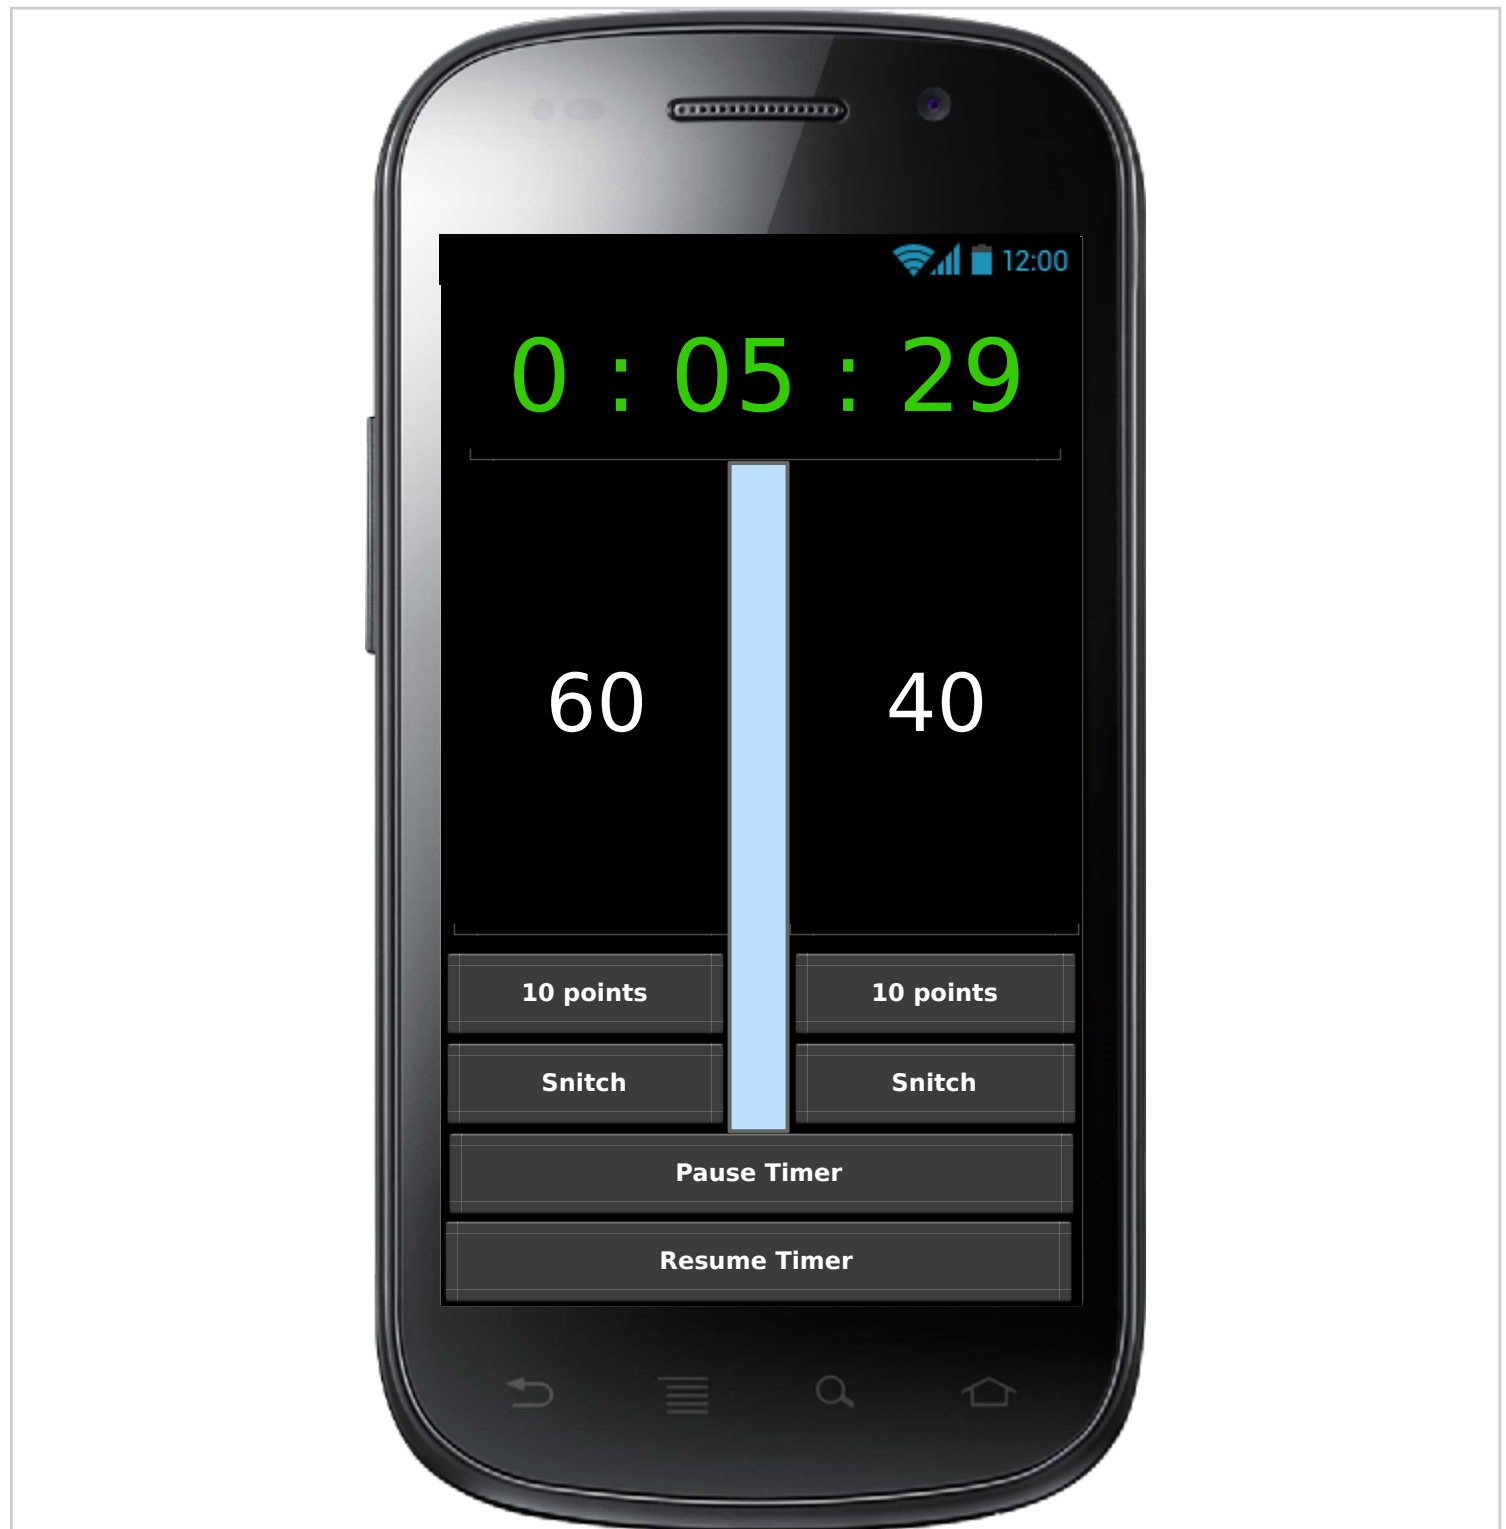 12:00
0 : 05 : 29
60 40
10 points 10 points
Snitch Snitch
Pause Timer
Resume Timer